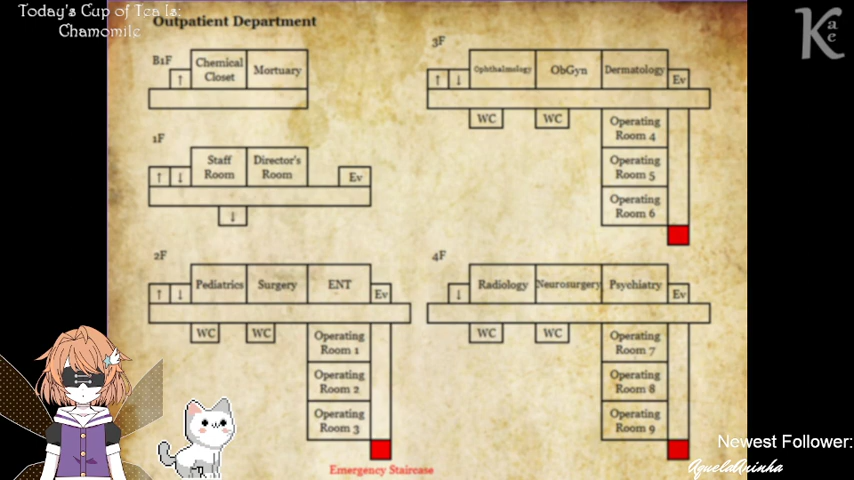 Today's Cup of Tea Is:
Chamomile
Outpatient Department
Kae
B1F
↑
Chemical
Closet
Mortuary
1F
↑ ↓
Staff
Room
Director's
Room
Ev
↓
2F
↑ ↓
Pediatrics
Surgery
ENT
Ev
WC
WC
Operating
Room 1
Operating
Room 2
Operating
Room 3
Emergency Staircase
3F
↑ ↓
Ophthalmology
ObGyn
Dermatology
Ev
WC
WC
Operating
Room 4
Operating
Room 5
Operating
Room 6
4F
↓
Radiology
Neurosurgery
Psychiatry
Ev
WC
WC
Operating
Room 7
Operating
Room 8
Operating
Room 9
Newest Follower:
AquelaAninha